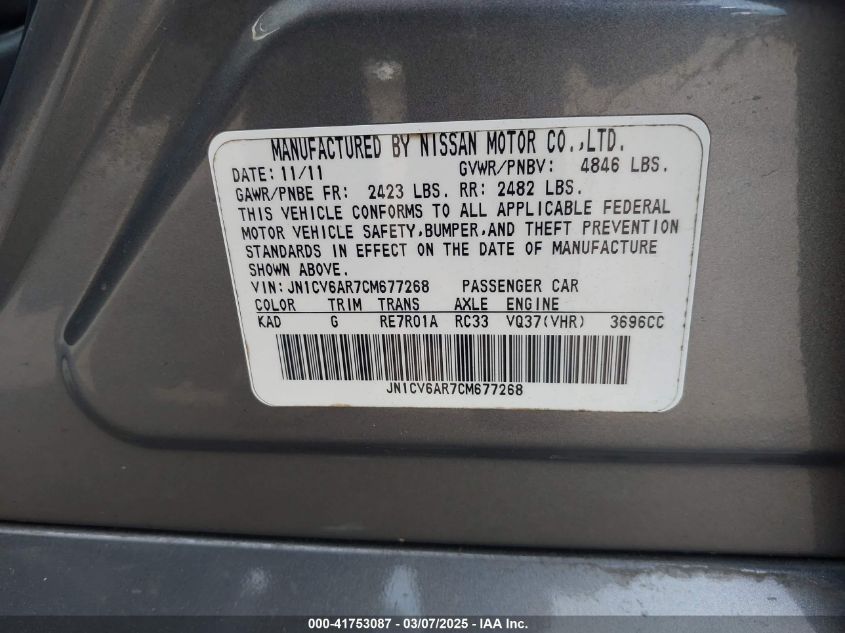 MANUFACTURED BY NISSAN MOTOR CO.,LTD.
DATE: 11/11 GVWR/PNBV: 4846 LBS.
GAWR/PNBE FR: 2423 LBS. RR: 2482 LBS.
THIS VEHICLE CONFORMS TO ALL APPLICABLE FEDERAL
MOTOR VEHICLE SAFETY,BUMPER,AND THEFT PREVENTION
STANDARDS IN EFFECT ON THE DATE OF MANUFACTURE
SHOWN ABOVE.
VIN:JN1CV6AR7CM677268 PASSENGER CAR
COLOR TRIM TRANS AXLE ENGINE
KAD G RE7R01A RC33 VQ37(VHR) 3696CC
JN1CV6AR7CM677268
000-41753087 - 03/07/2025 - IAA Inc.